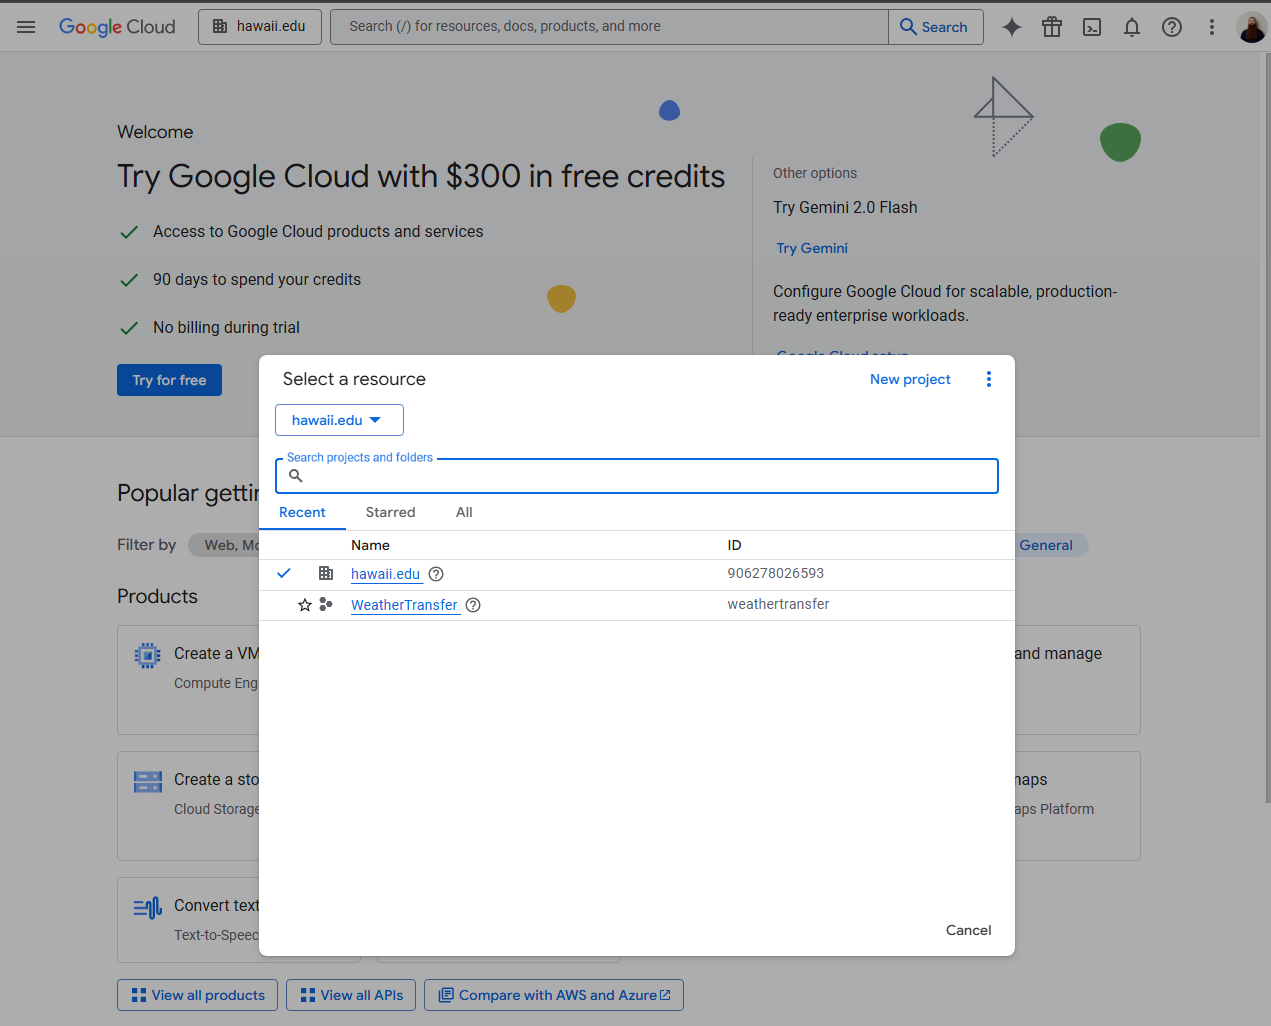 Google Cloud
hawaii.edu
Search (/) for resources, docs, products, and more
Search
Welcome
Try Google Cloud with $300 in free credits
Access to Google Cloud products and services
90 days to spend your credits
No billing during trial
Try for free
Other options
Try Gemini 2.0 Flash
Try Gemini
Configure Google Cloud for scalable, production-
ready enterprise workloads.
Google Cloud setup
Select a resource
New project
hawaii.edu
Search projects and folders
Recent Starred All
Name ID
hawaii.edu 906278026593
WeatherTransfer weathertransfer
Cancel
Popular gettin
Filter by Web, Mo General
Products
Create a VM
Compute Eng
and manage
Create a sto
Cloud Storage
maps
aps Platform
Convert text
Text-to-Speec
View all products
View all APIs
Compare with AWS and Azure